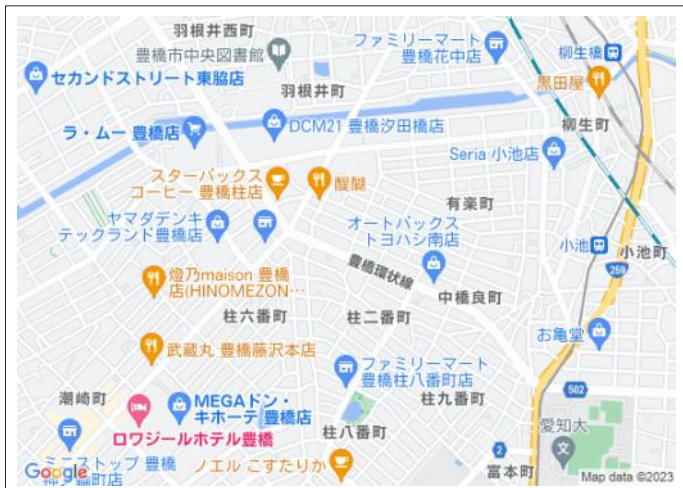 羽根井西町
ファミリーマート
豊橋花中店
柳生橋
豊橋市中央図書館
セカンドストリート東脇店
黒田屋
羽根井町
ラ・ムー 豊橋店
DCM21 豊橋汐田橋店
柳生町
Seria 小池店
スターバックス
コーヒー 豊橋柱店
醍醐
有楽町
ヤマダデンキ
テックランド豊橋店
オートバックス
トヨハシ南店
小池
小池町
豊橋環状線
259
燈乃maison 豊橋
店(HINOMEZON…
中橋良町
柱六番町
柱二番町
お亀堂
武蔵丸 豊橋藤沢本店
ファミリーマート
豊橋柱八番町店
502
潮崎町
MEGAドン・
キホーテ 豊橋店
柱九番町
ロワジールホテル豊橋
柱八番町
愛知大
ミニストップ 豊橋
2
Google
ノエル こすたりか
富本町
Map data ©2023